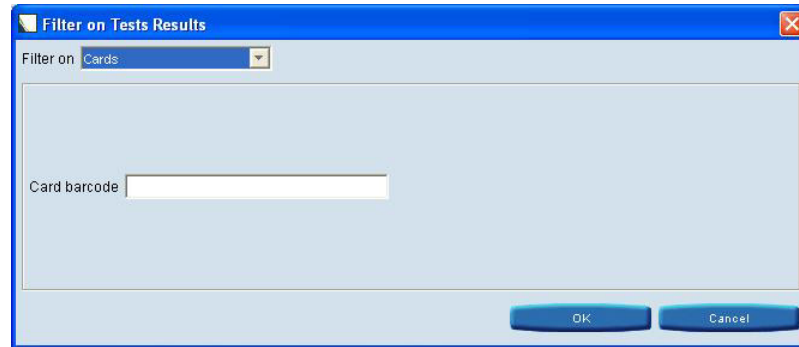 Filter on Tests Results
Filter on Cards
Card barcode
OK Cancel